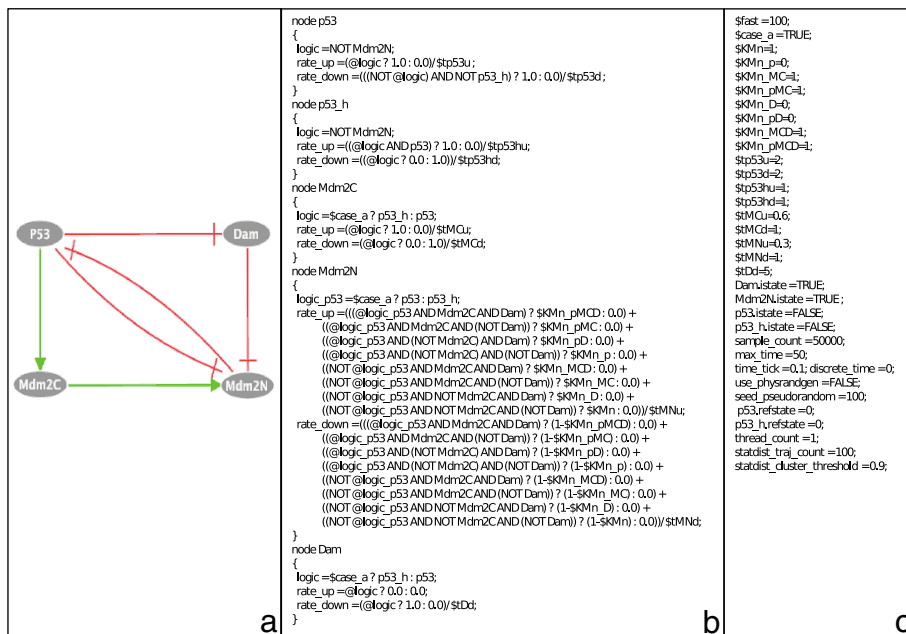 P53
Dam
Mdm2C
Mdm2N
a
node p53
{
logic = NOT Mdm2N;
rate_up = (@logic ? 1.0 : 0.0)/$tp53u ;
rate_down = (((NOT @logic) AND NOT p53_h) ? 1.0 : 0.0)/$tp53d ;
}
node p53_h
{
logic = NOT Mdm2N;
rate_up = ((@logic AND p53) ? 1.0 : 0.0)/$tp53hu;
rate_down = ((@logic ? 0.0 : 1.0))/$tp53hd;
}
node Mdm2C
{
logic = $case_a ? p53_h : p53;
rate_up = (@logic ? 1.0 : 0.0)/$tMCu;
rate_down = (@logic ? 0.0 : 1.0)/$tMCd;
}
node Mdm2N
{
logic_p53 = $case_a ? p53 : p53_h;
rate_up = (((@logic_p53 AND Mdm2C AND Dam) ? $KMn_pMCD : 0.0) +
((@logic_p53 AND Mdm2C AND (NOT Dam)) ? $KMn_pMC : 0.0) +
((@logic_p53 AND (NOT Mdm2C) AND Dam) ? $KMn_pD : 0.0) +
((@logic_p53 AND (NOT Mdm2C) AND (NOT Dam)) ? $KMn_p : 0.0) +
((NOT @logic_p53 AND Mdm2C AND Dam) ? $KMn_MCD : 0.0) +
((NOT @logic_p53 AND Mdm2C AND (NOT Dam)) ? $KMn_MC : 0.0) +
((NOT @logic_p53 AND NOT Mdm2C AND Dam) ? $KMn_D : 0.0) +
((NOT @logic_p53 AND NOT Mdm2C AND (NOT Dam)) ? $KMn : 0.0))/$tMNu;
rate_down = (((@logic_p53 AND Mdm2C AND Dam) ? (1-$KMn_pMCD) : 0.0) +
((@logic_p53 AND Mdm2C AND (NOT Dam)) ? (1-$KMn_pMC) : 0.0) +
((@logic_p53 AND (NOT Mdm2C) AND Dam) ? (1-$KMn_pD) : 0.0) +
((@logic_p53 AND (NOT Mdm2C) AND (NOT Dam)) ? (1-$KMn_p) : 0.0) +
((NOT @logic_p53 AND Mdm2C AND Dam) ? (1-$KMn_MCD) : 0.0) +
((NOT @logic_p53 AND Mdm2C AND (NOT Dam)) ? (1-$KMn_MC) : 0.0) +
((NOT @logic_p53 AND NOT Mdm2C AND Dam) ? (1-$KMn_D) : 0.0) +
((NOT @logic_p53 AND NOT Mdm2C AND (NOT Dam)) ? (1-$KMn) : 0.0))/$tMNd;
}
node Dam
{
logic = $case_a ? p53_h : p53;
rate_up = @logic ? 0.0 : 0.0;
rate_down = (@logic ? 1.0 : 0.0)/$tDd;
}
b
$fast = 100;
$case_a = TRUE;
$KMn=1;
$KMn_p=0;
$KMn_MC=1;
$KMn_pMC=1;
$KMn_D=0;
$KMn_pD=0;
$KMn_MCD=1;
$KMn_pMCD=1;
$tp53u=2;
$tp53d=2;
$tp53hu=1;
$tp53hd=1;
$tMCu=0.6;
$tMCd=1;
$tMNu=0.3;
$tMNd=1;
$tDd=5;
Dam.istate = TRUE;
Mdm2N.istate = TRUE ;
p53.istate = FALSE;
p53_h.istate = FALSE;
sample_count = 50000;
max_time = 50;
time_tick = 0.1; discrete_time = 0;
use_physrandgen = FALSE;
seed_pseudorandom = 100;
p53.refstate = 0;
p53_h.refstate = 0;
thread_count = 1;
statdist_traj_count = 100;
statdist_cluster_threshold = 0.9;
c